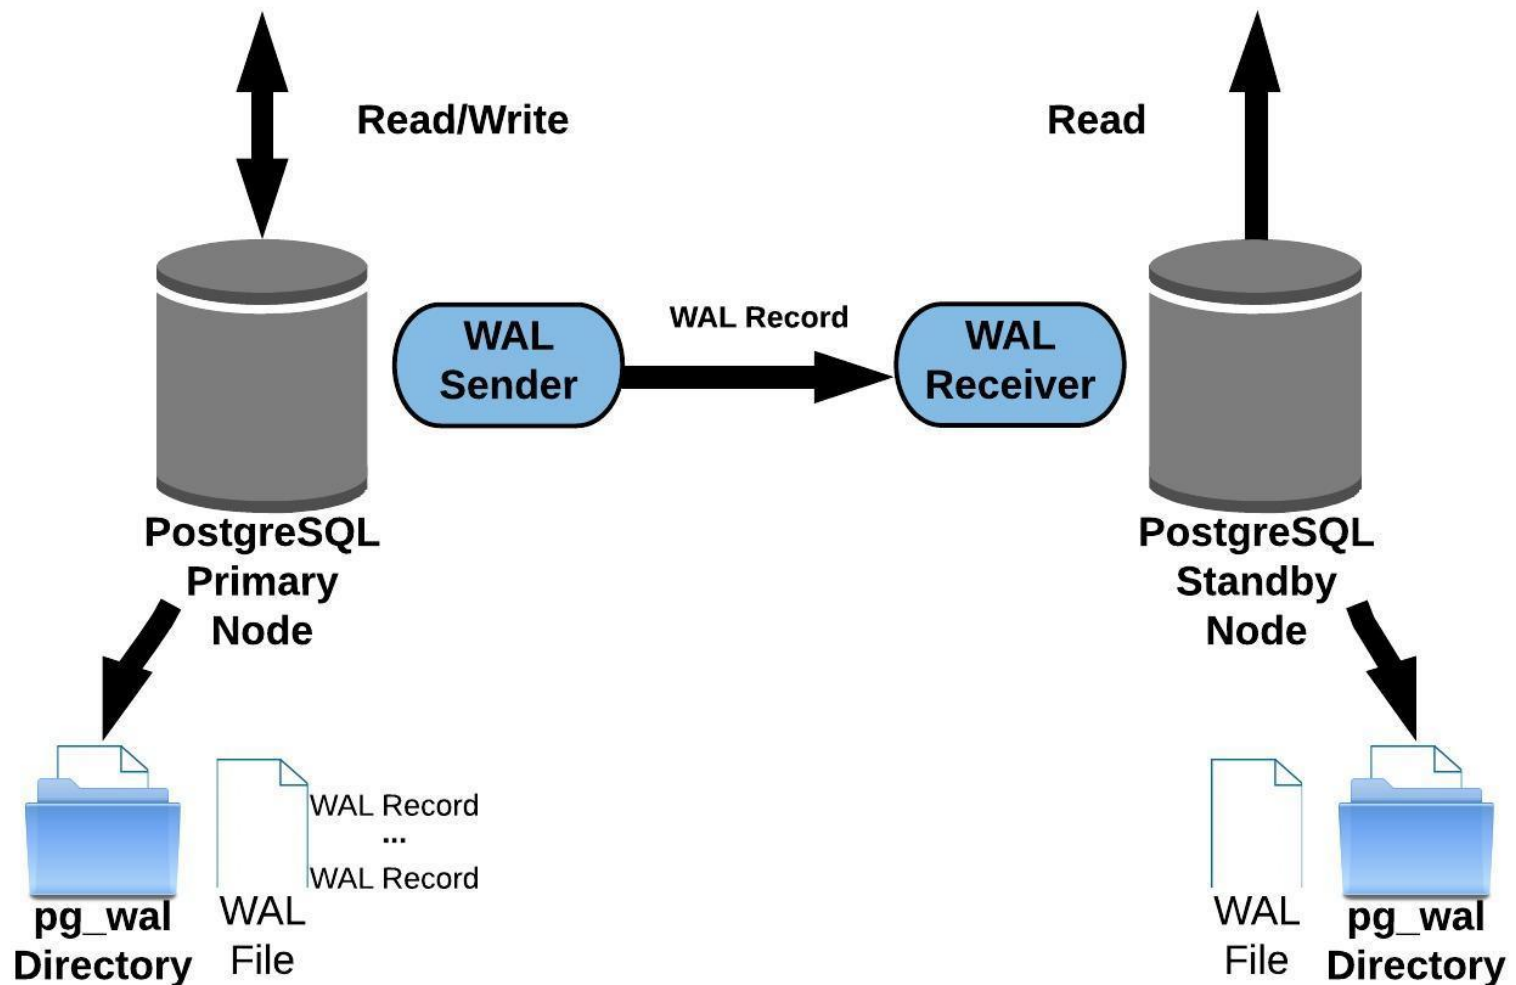 Read/Write
Read
WAL Record
WAL
Sender
WAL
Receiver
PostgreSQL
Primary
Node
PostgreSQL
Standby
Node
WAL Record
...
WAL Record
pg_wal
Directory
WAL
File
WAL
File
pg_wal
Directory